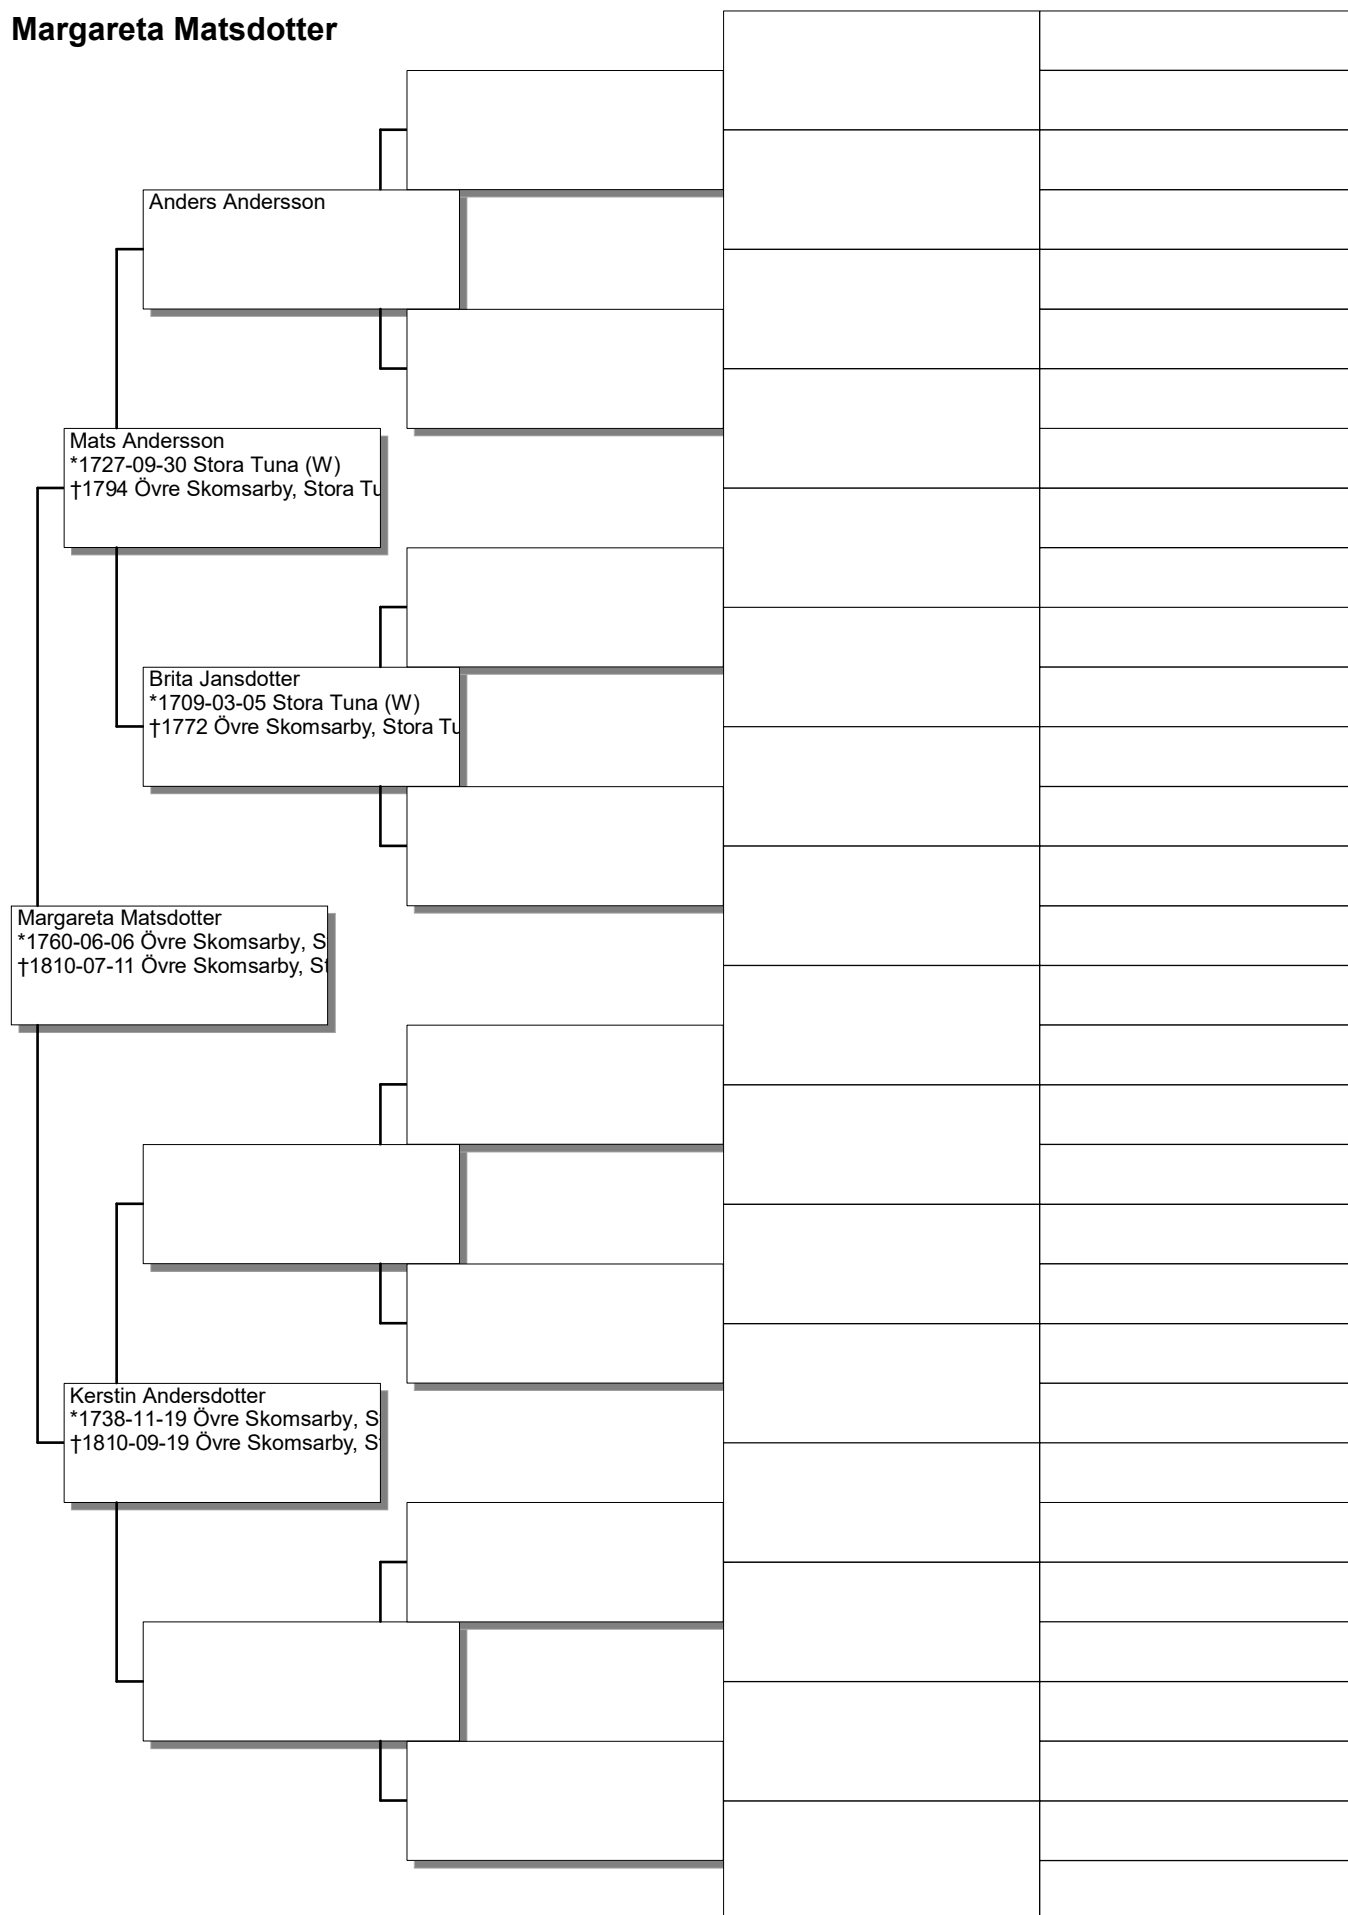 Margareta Matsdotter
Anders Andersson
Mats Andersson
*1727-09-30 Stora Tuna (W)
†1794 Övre Skomsarby, Stora Tu
Brita Jansdotter
*1709-03-05 Stora Tuna (W)
†1772 Övre Skomsarby, Stora Tu
Margareta Matsdotter
*1760-06-06 Övre Skomsarby, S
†1810-07-11 Övre Skomsarby, St
Kerstin Andersdotter
*1738-11-19 Övre Skomsarby, S
†1810-09-19 Övre Skomsarby, S